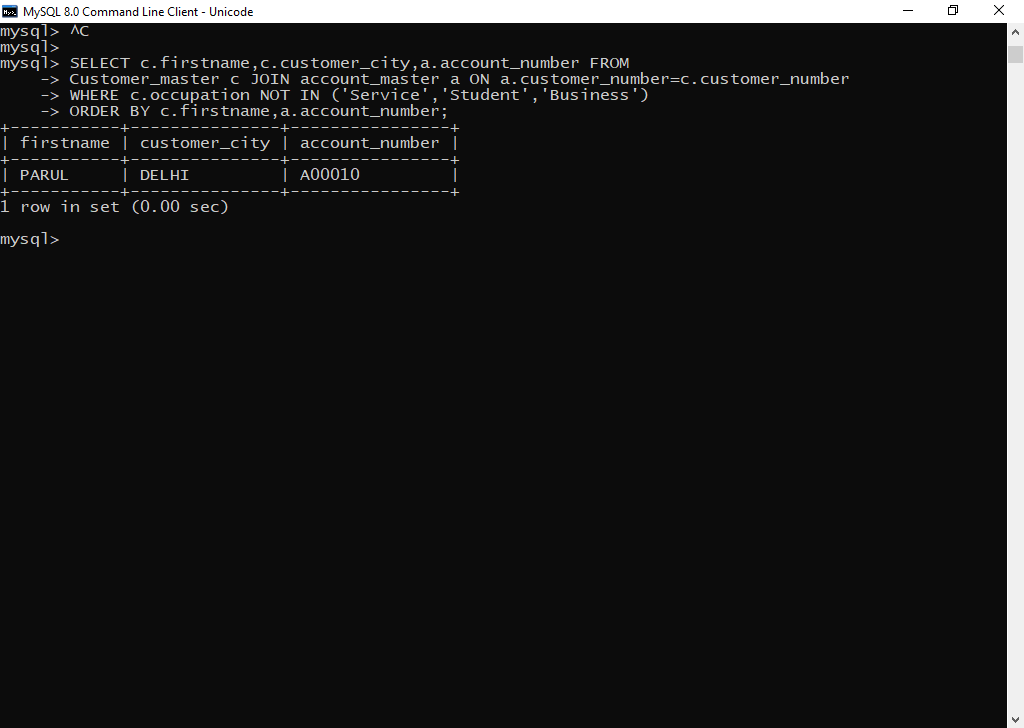 MySQL 8.0 Command Line Client - Unicode
mysql> ^C
mysql>
mysql> SELECT c.firstname,c.customer_city,a.account_number FROM
    -> Customer_master c JOIN account_master a ON a.customer_number=c.customer_number
    -> WHERE c.occupation NOT IN ('Service','Student','Business')
    -> ORDER BY c.firstname,a.account_number;
+-----------+---------------+----------------+
| firstname | customer_city | account_number |
+-----------+---------------+----------------+
| PARUL     | DELHI         | A00010         |
+-----------+---------------+----------------+
1 row in set (0.00 sec)
mysql>